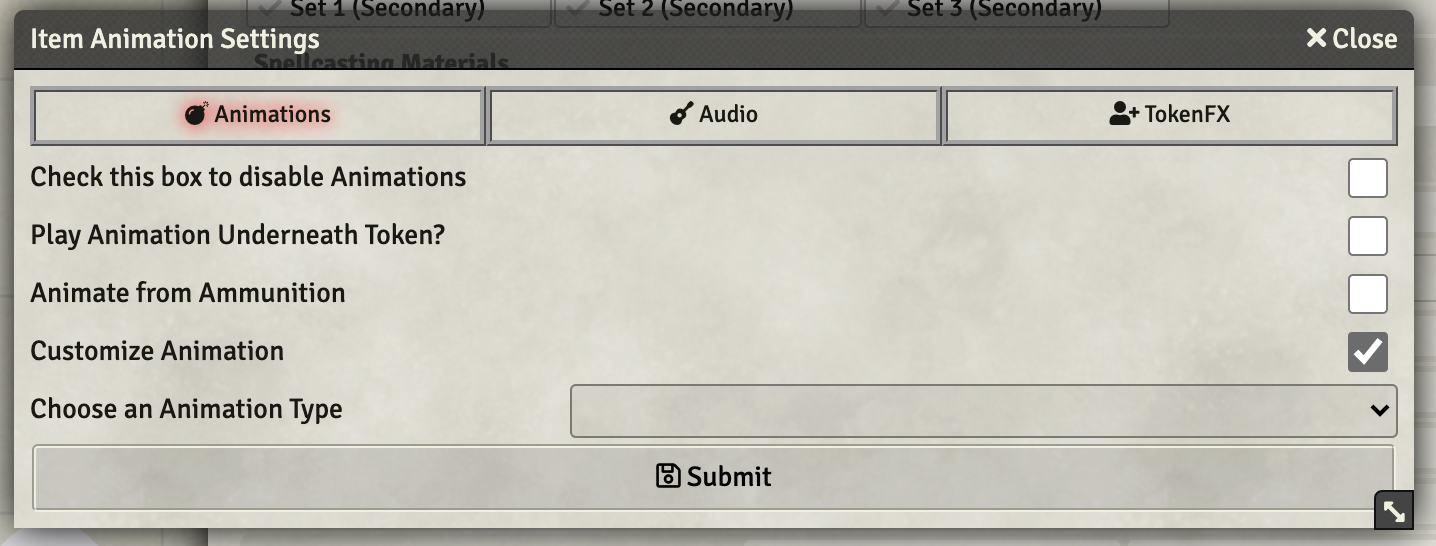 Set 1 (Secondary)
Set 2 (Secondary)
Set 3 (Secondary)
Item Animation Settings
Close
Spellcasting Materials
Animations
Audio
TokenFX
Check this box to disable Animations
Play Animation Underneath Token?
Animate from Ammunition
Customize Animation
Choose an Animation Type
Submit